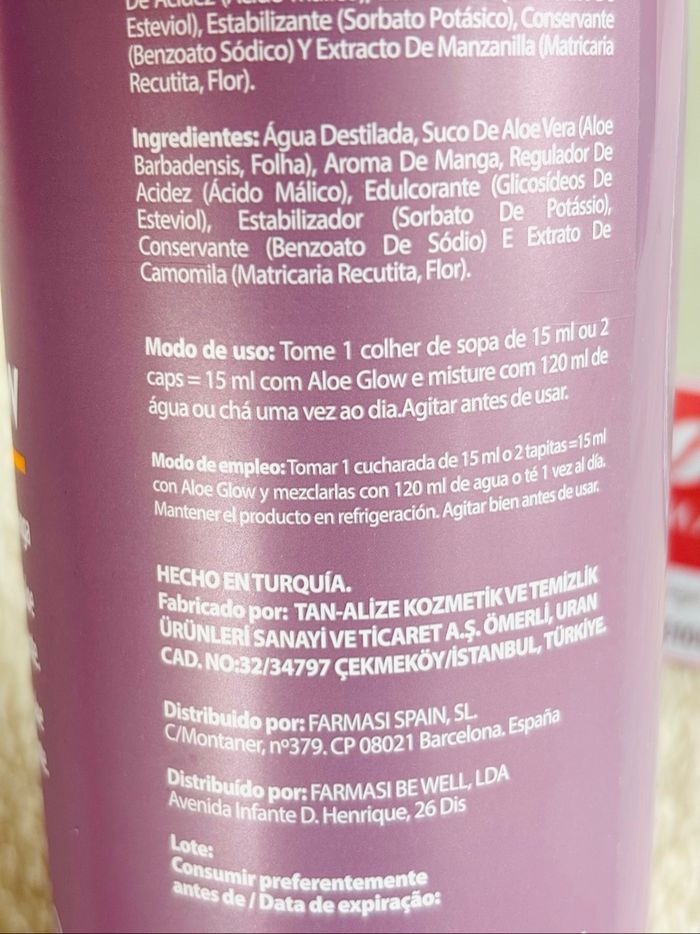 Esteviol), Estabilizante (Sorbato Potásico), Conservante
(Benzoato Sódico) Y Extracto De Manzanilla (Matricaria
Recutita, Flor).
Ingredientes: Água Destilada, Suco De Aloe Vera (Aloe
Barbadensis, Folha), Aroma De Manga, Regulador De
Acidez (Ácido Málico), Edulcorante (Glicosídeos De
Esteviol), Estabilizador (Sorbato De Potássio),
Conservante (Benzoato De Sódio) E Extrato De
Camomila (Matricaria Recutita, Flor).
Modo de uso: Tome 1 colher de sopa de 15 ml ou 2
caps = 15 ml com Aloe Glow e misture com 120 ml de
água ou chá uma vez ao dia.Agitar antes de usar.
Modo de empleo: Tomar 1 cucharada de 15 ml o 2 tapitas =15 ml
con Aloe Glow y mezclarlas con 120 ml de agua o té 1 vez al día.
Mantener el producto en refrigeración. Agitar bien antes de usar.
HECHO EN TURQUÍA.
Fabricado por: TAN-ALİZE KOZMETİK VE TEMİZLİK
ÜRÜNLERİ SANAYİ VE TİCARET A.Ş. ÖMERLİ, URAN
CAD. NO:32/34797 ÇEKMEKÖY/İSTANBUL, TÜRKİYE.
Distribuido por: FARMASI SPAIN, SL.
C/Montaner, nº379. CP 08021 Barcelona. España
Distribuído por: FARMASI BE WELL, LDA
Avenida Infante D. Henrique, 26 Dis
Lote:
Consumir preferentemente
antes de / Data de expiração: